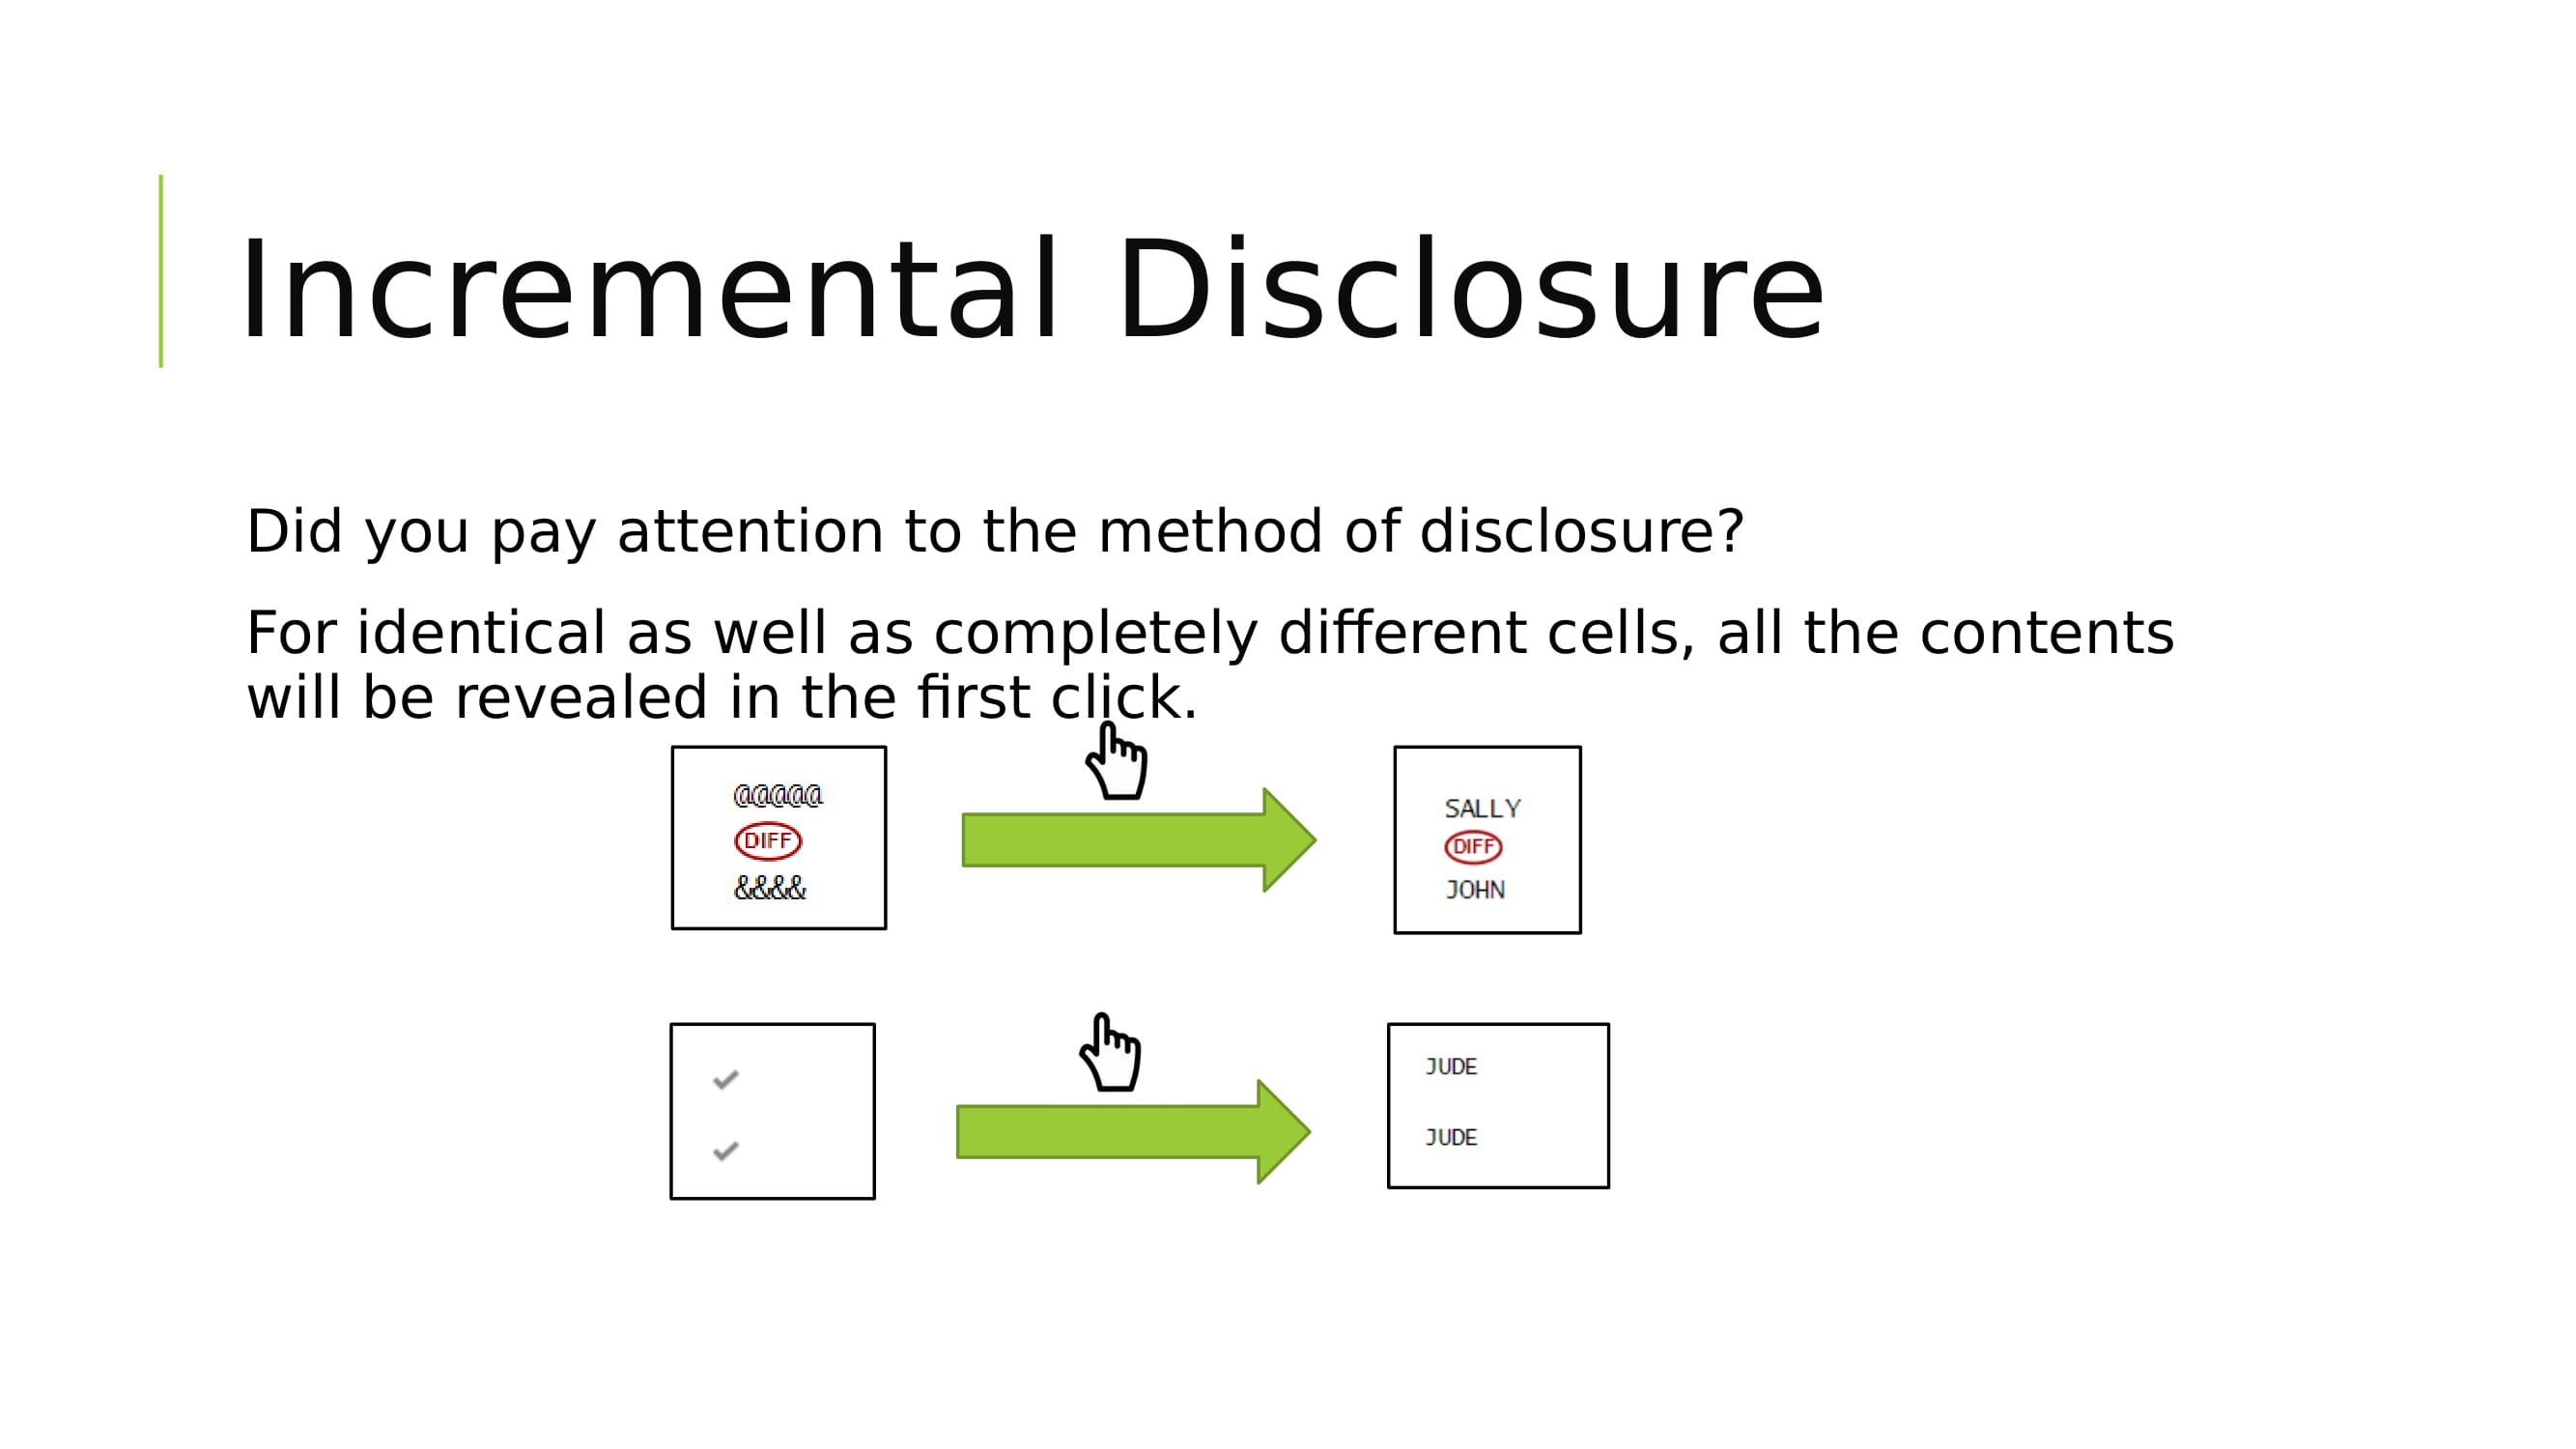 Incremental Disclosure
Did you pay attention to the method of disclosure?
For identical as well as completely different cells, all the contents
will be revealed in the first click.
@@@@@
DIFF
&&&&
SALLY
DIFF
JOHN
JUDE
JUDE